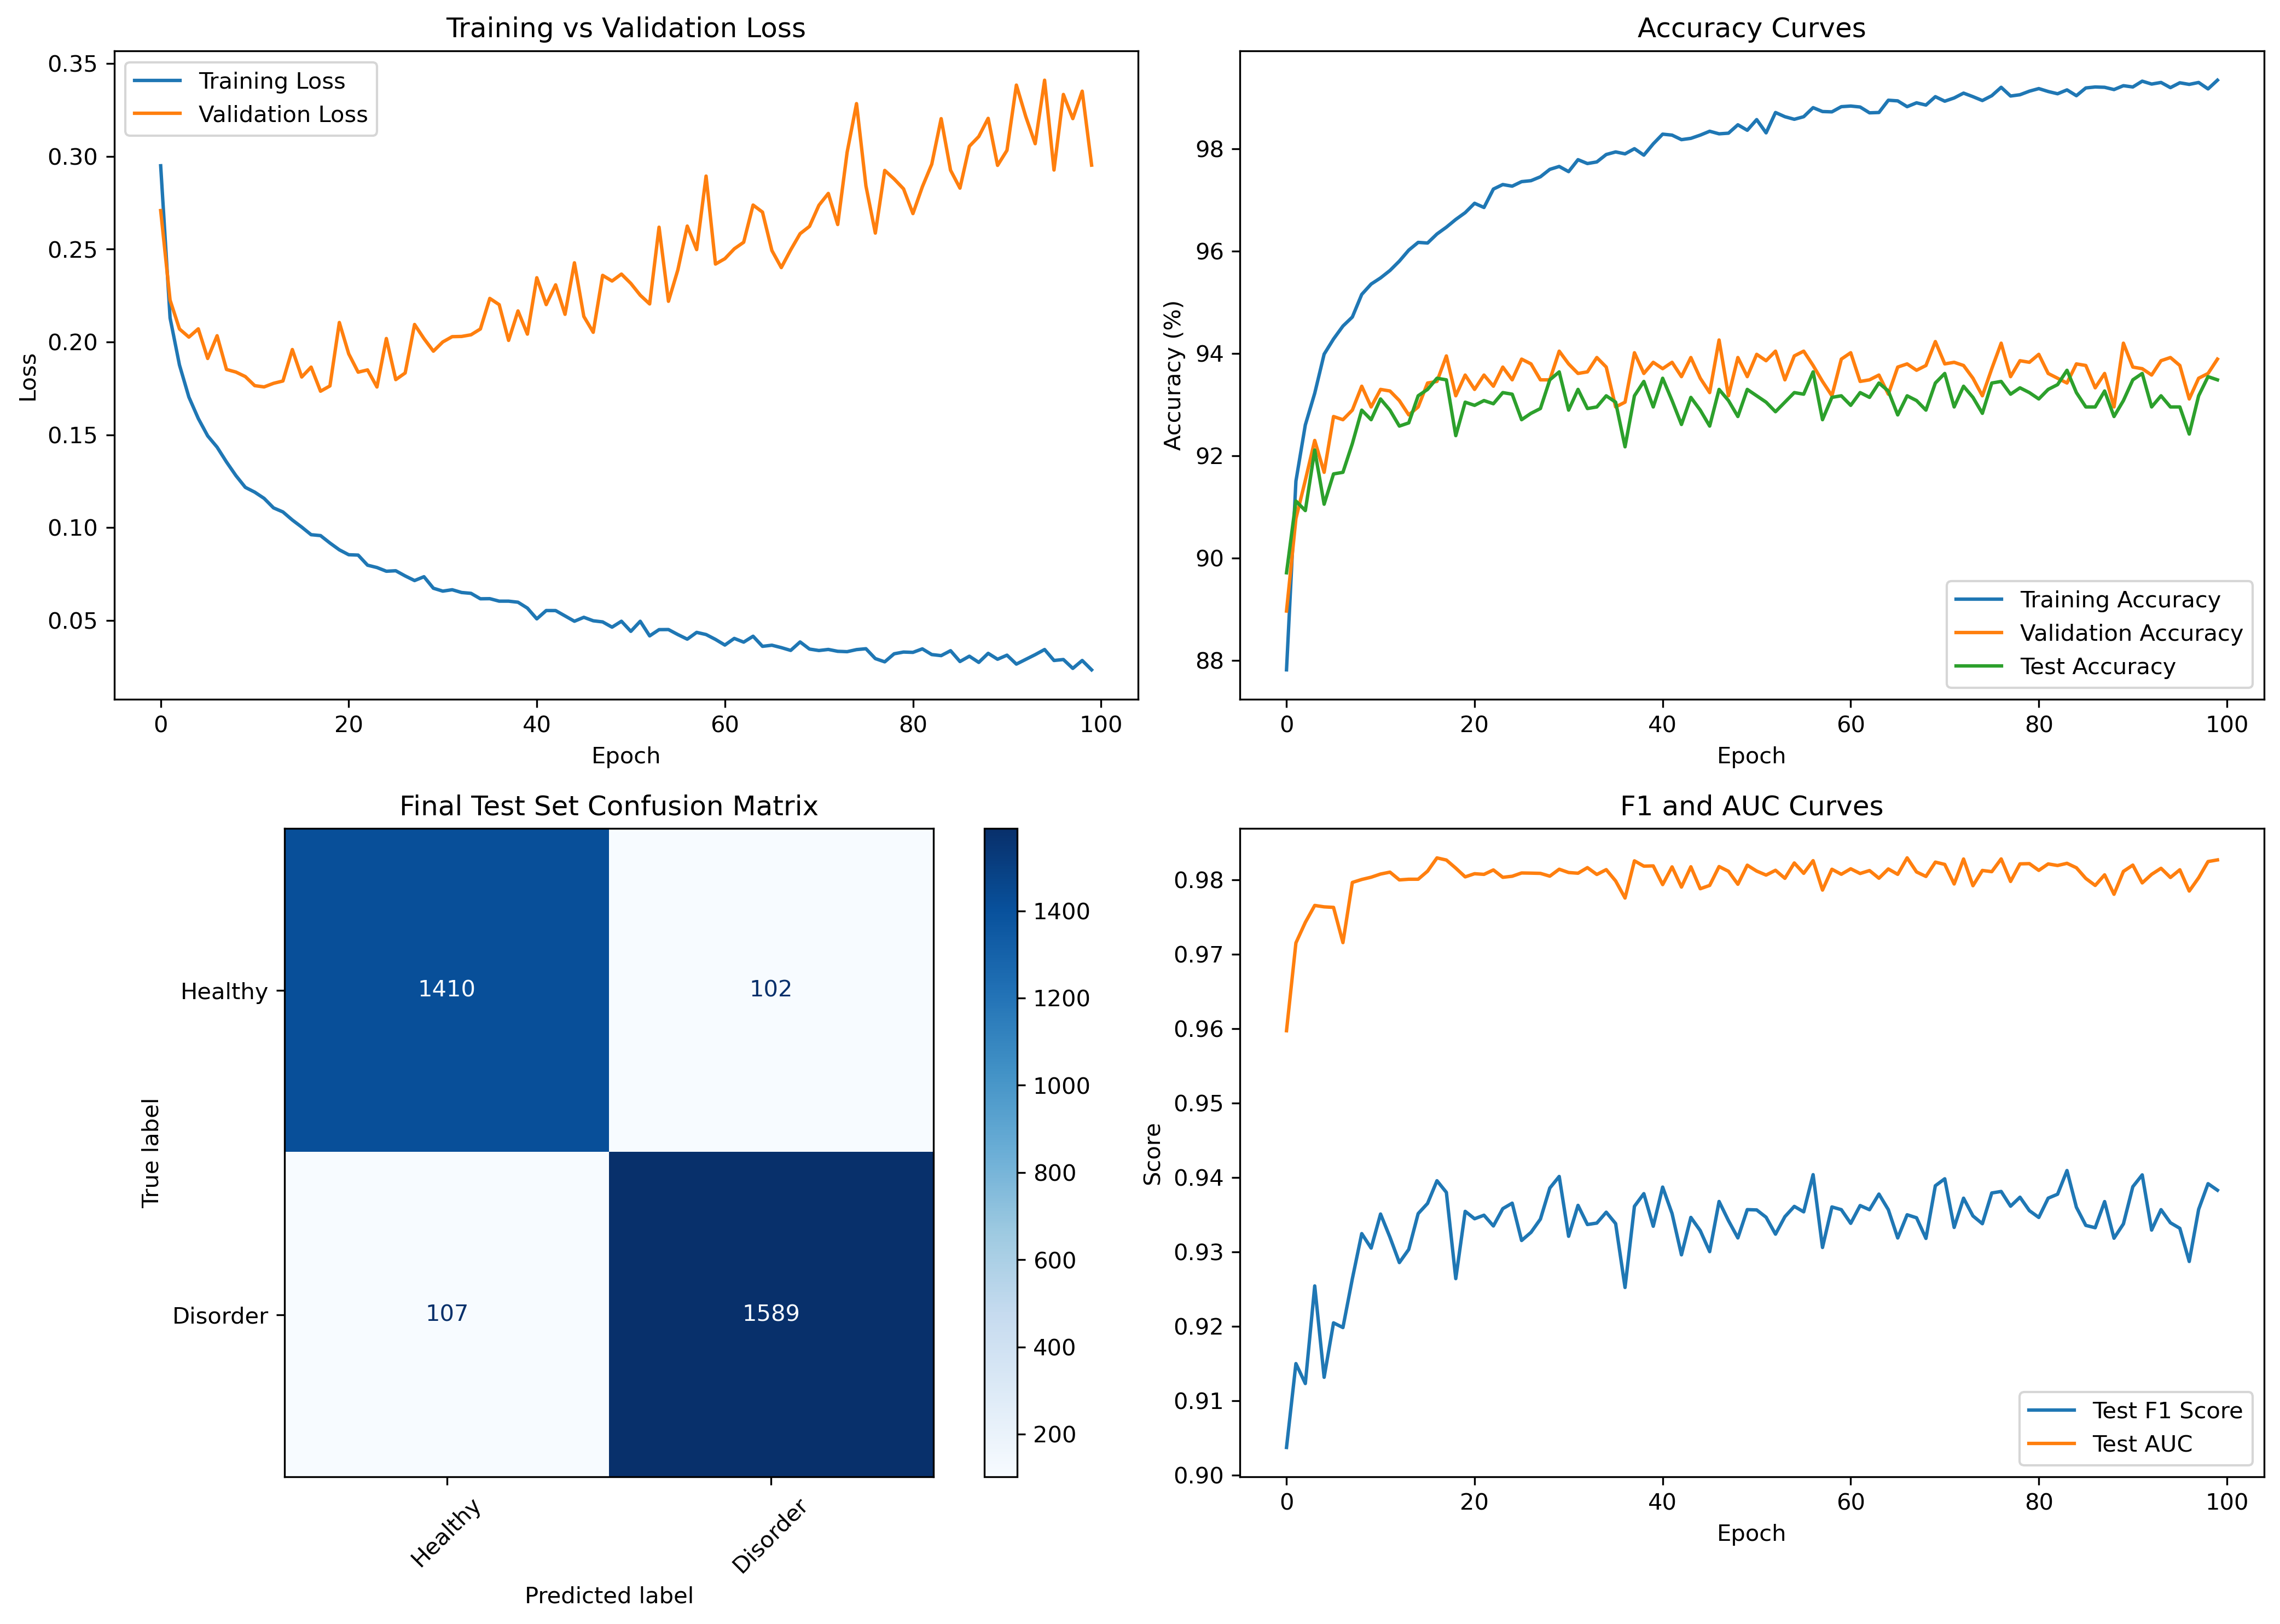 Training vs Validation Loss
0.35
0.30
0.25
0.20
0.15
0.10
0.05
Loss
Training Loss
Validation Loss
0 20 40 60 80 100
Epoch
Accuracy Curves
98
96
94
92
90
88
Accuracy (%)
Training Accuracy
Validation Accuracy
Test Accuracy
0 20 40 60 80 100
Epoch
Final Test Set Confusion Matrix
True label
Healthy
1410 102
Disorder
107 1589
Healthy Disorder
Predicted label
1400
1200
1000
800
600
400
200
F1 and AUC Curves
0.98
0.97
0.96
0.95
0.94
0.93
0.92
0.91
0.90
Score
Test F1 Score
Test AUC
0 20 40 60 80 100
Epoch